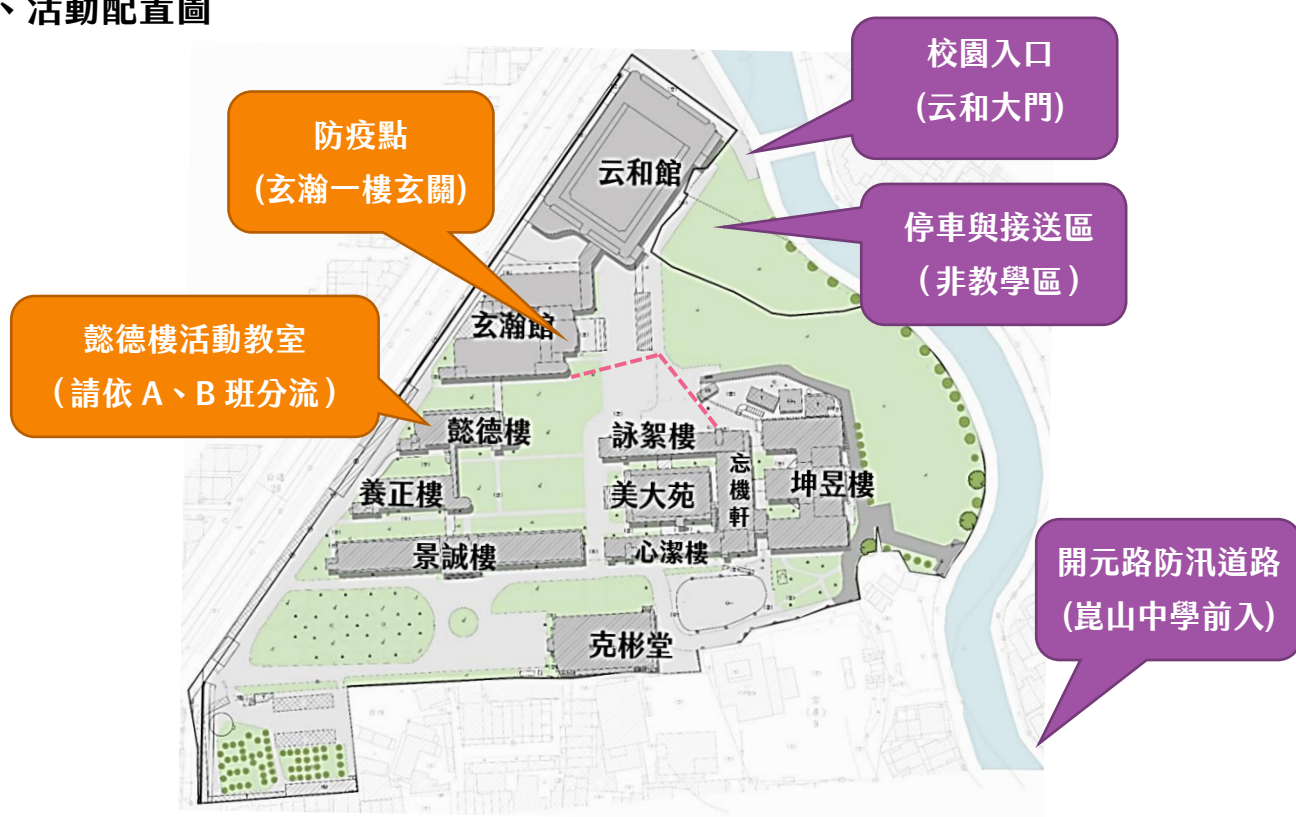 、活動配置圖
校園入口
(云和大門)
防疫點
(玄瀚一樓玄關)
云和館
停車與接送區
（非教學區）
玄瀚館
懿德樓活動教室
（請依 A、B 班分流）
懿德樓
詠絮樓
忘機軒
養正樓
美大苑
坤昱樓
景誠樓
心潔樓
開元路防汛道路
(崑山中學前入)
克彬堂